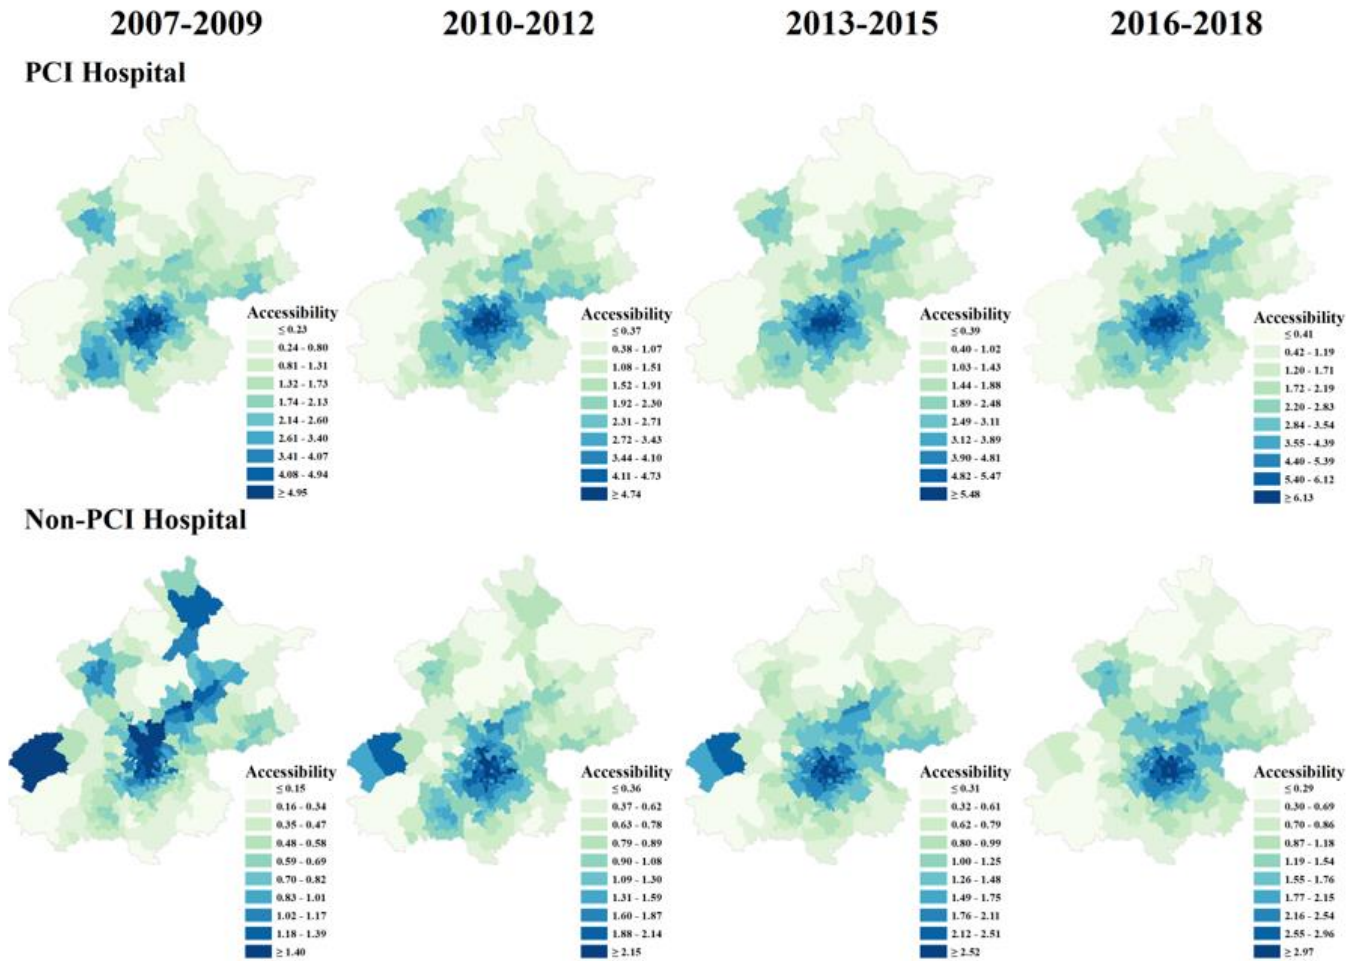 2007-2009 2010-2012 2013-2015 2016-2018
PCI Hospital
Accessibility
≤ 0.23
0.24 - 0.80
0.81 - 1.31
1.32 - 1.73
1.74 - 2.13
2.14 - 2.60
2.61 - 3.40
3.41 - 4.07
4.08 - 4.94
≥ 4.95
Accessibility
≤ 0.37
0.38 - 1.07
1.08 - 1.51
1.52 - 1.91
1.92 - 2.30
2.31 - 2.71
2.72 - 3.43
3.44 - 4.10
4.11 - 4.73
≥ 4.74
Accessibility
≤ 0.39
0.40 - 1.02
1.03 - 1.43
1.44 - 1.88
1.89 - 2.48
2.49 - 3.11
3.12 - 3.89
3.90 - 4.81
4.82 - 5.47
≥ 5.48
Accessibility
≤ 0.41
0.42 - 1.19
1.20 - 1.71
1.72 - 2.19
2.20 - 2.83
2.84 - 3.54
3.55 - 4.39
4.40 - 5.39
5.40 - 6.12
≥ 6.13
Non-PCI Hospital
Accessibility
≤ 0.15
0.16 - 0.34
0.35 - 0.47
0.48 - 0.58
0.59 - 0.69
0.70 - 0.82
0.83 - 1.01
1.02 - 1.17
1.18 - 1.39
≥ 1.40
Accessibility
≤ 0.36
0.37 - 0.62
0.63 - 0.78
0.79 - 0.89
0.90 - 1.08
1.09 - 1.30
1.31 - 1.59
1.60 - 1.87
1.88 - 2.14
≥ 2.15
Accessibility
≤ 0.31
0.32 - 0.61
0.62 - 0.79
0.80 - 0.99
1.00 - 1.25
1.26 - 1.48
1.49 - 1.75
1.76 - 2.11
2.12 - 2.51
≥ 2.52
Accessibility
≤ 0.29
0.30 - 0.69
0.70 - 0.86
0.87 - 1.18
1.19 - 1.54
1.55 - 1.76
1.77 - 2.15
2.16 - 2.54
2.55 - 2.96
≥ 2.97